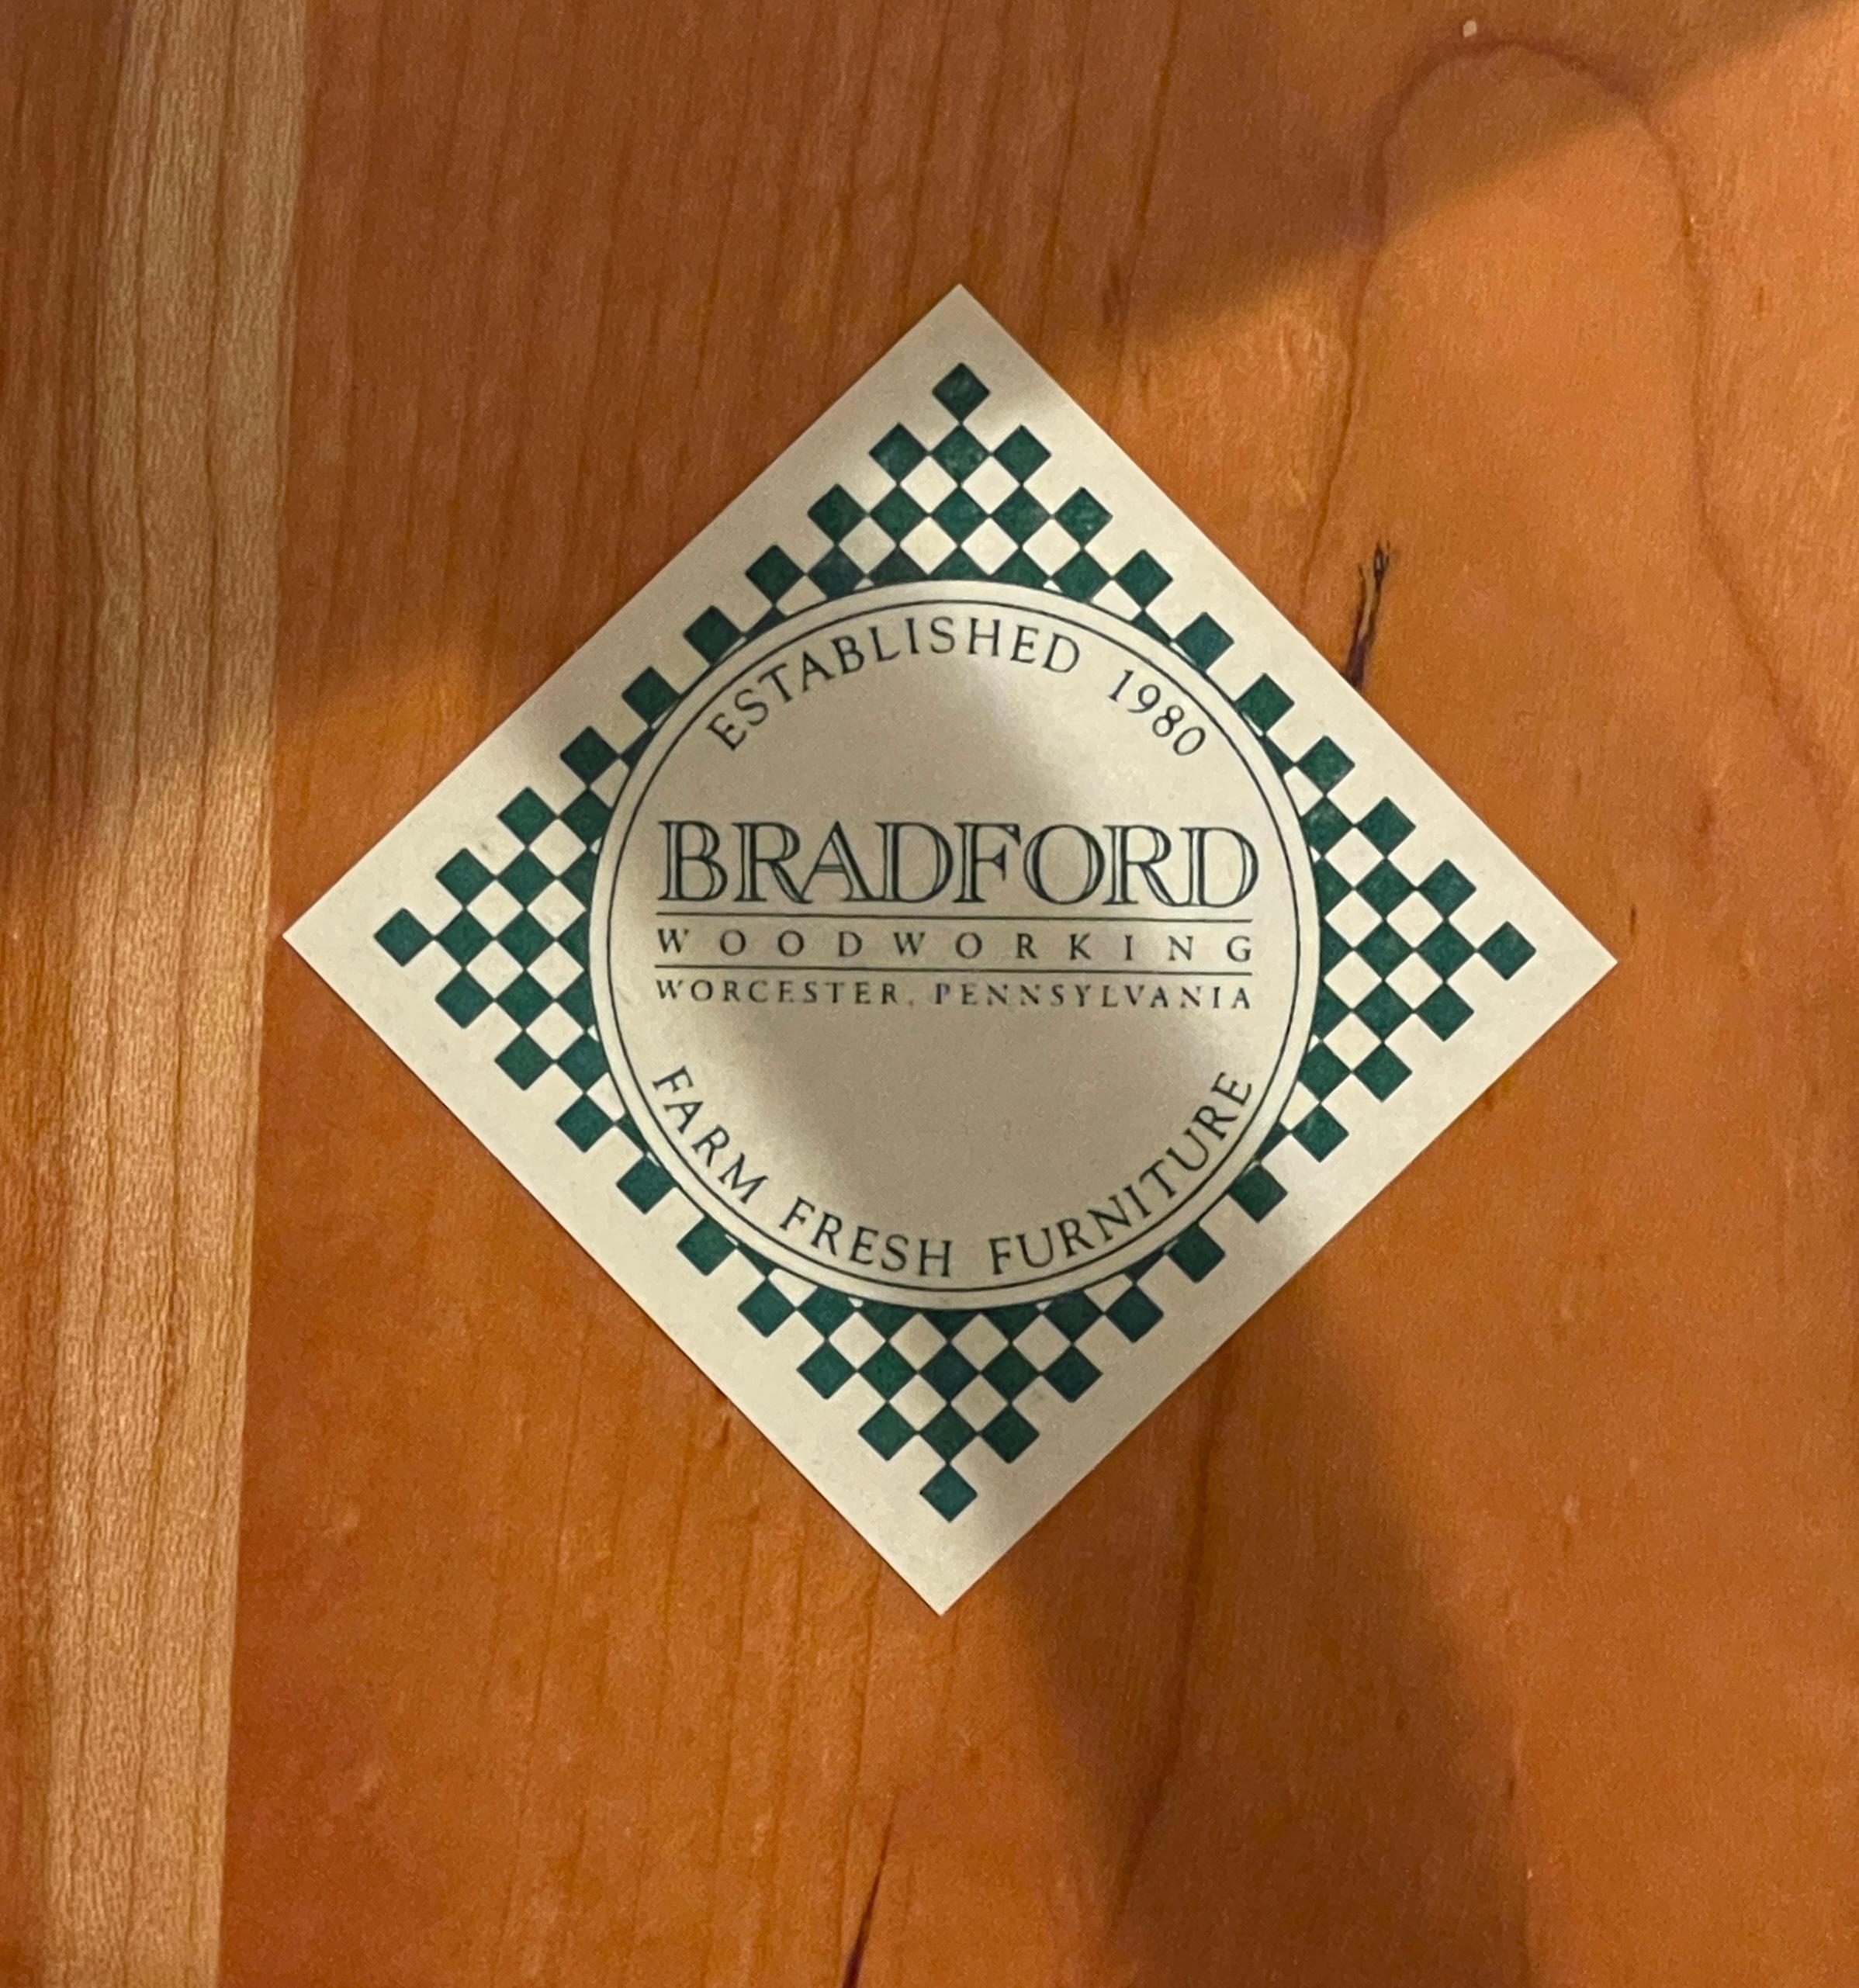 ESTABLISHED 1980
BRADFORD
WOODWORKING
WORCESTER, PENNSYLVANIA
FARM FRESH FURNITURE